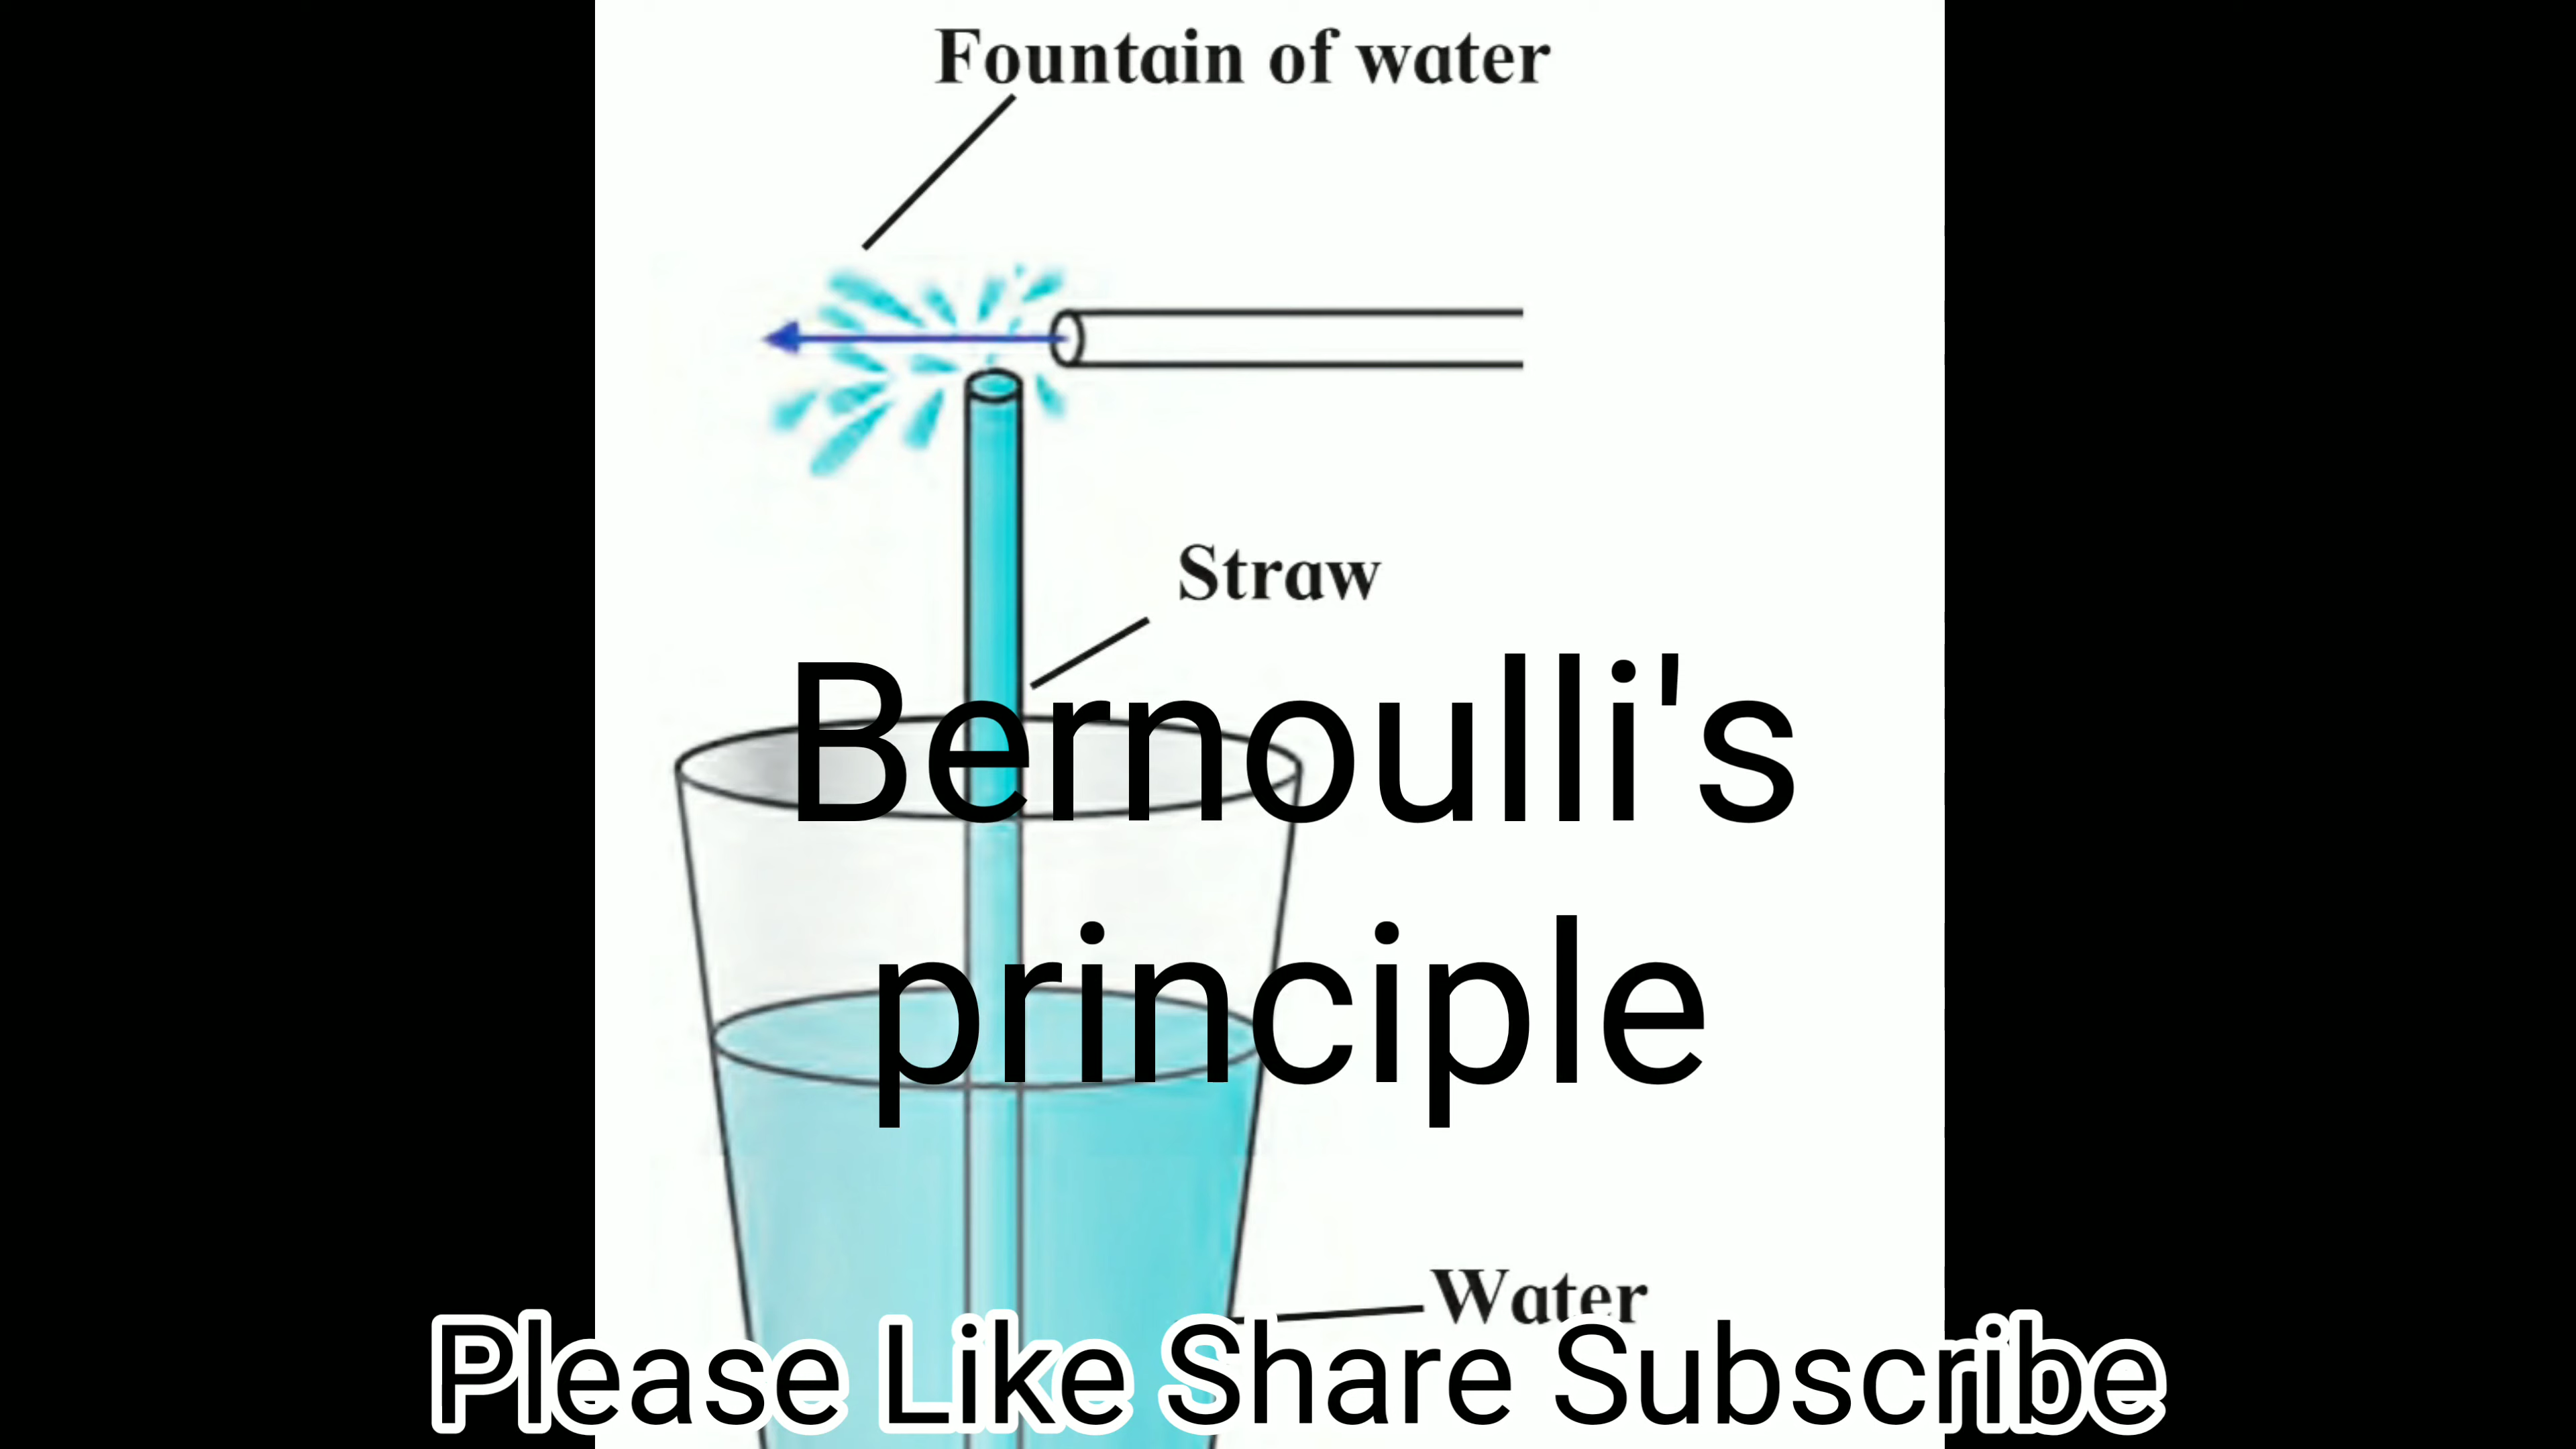 Fountain of water
Straw
Bernoulli's
principle
Water
Please Like Share Subscribe